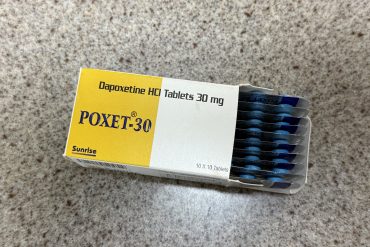 Dapoxetine HCl Tablets 30 mg
POXET®-30
Sunrise
10 X 10 Tablets